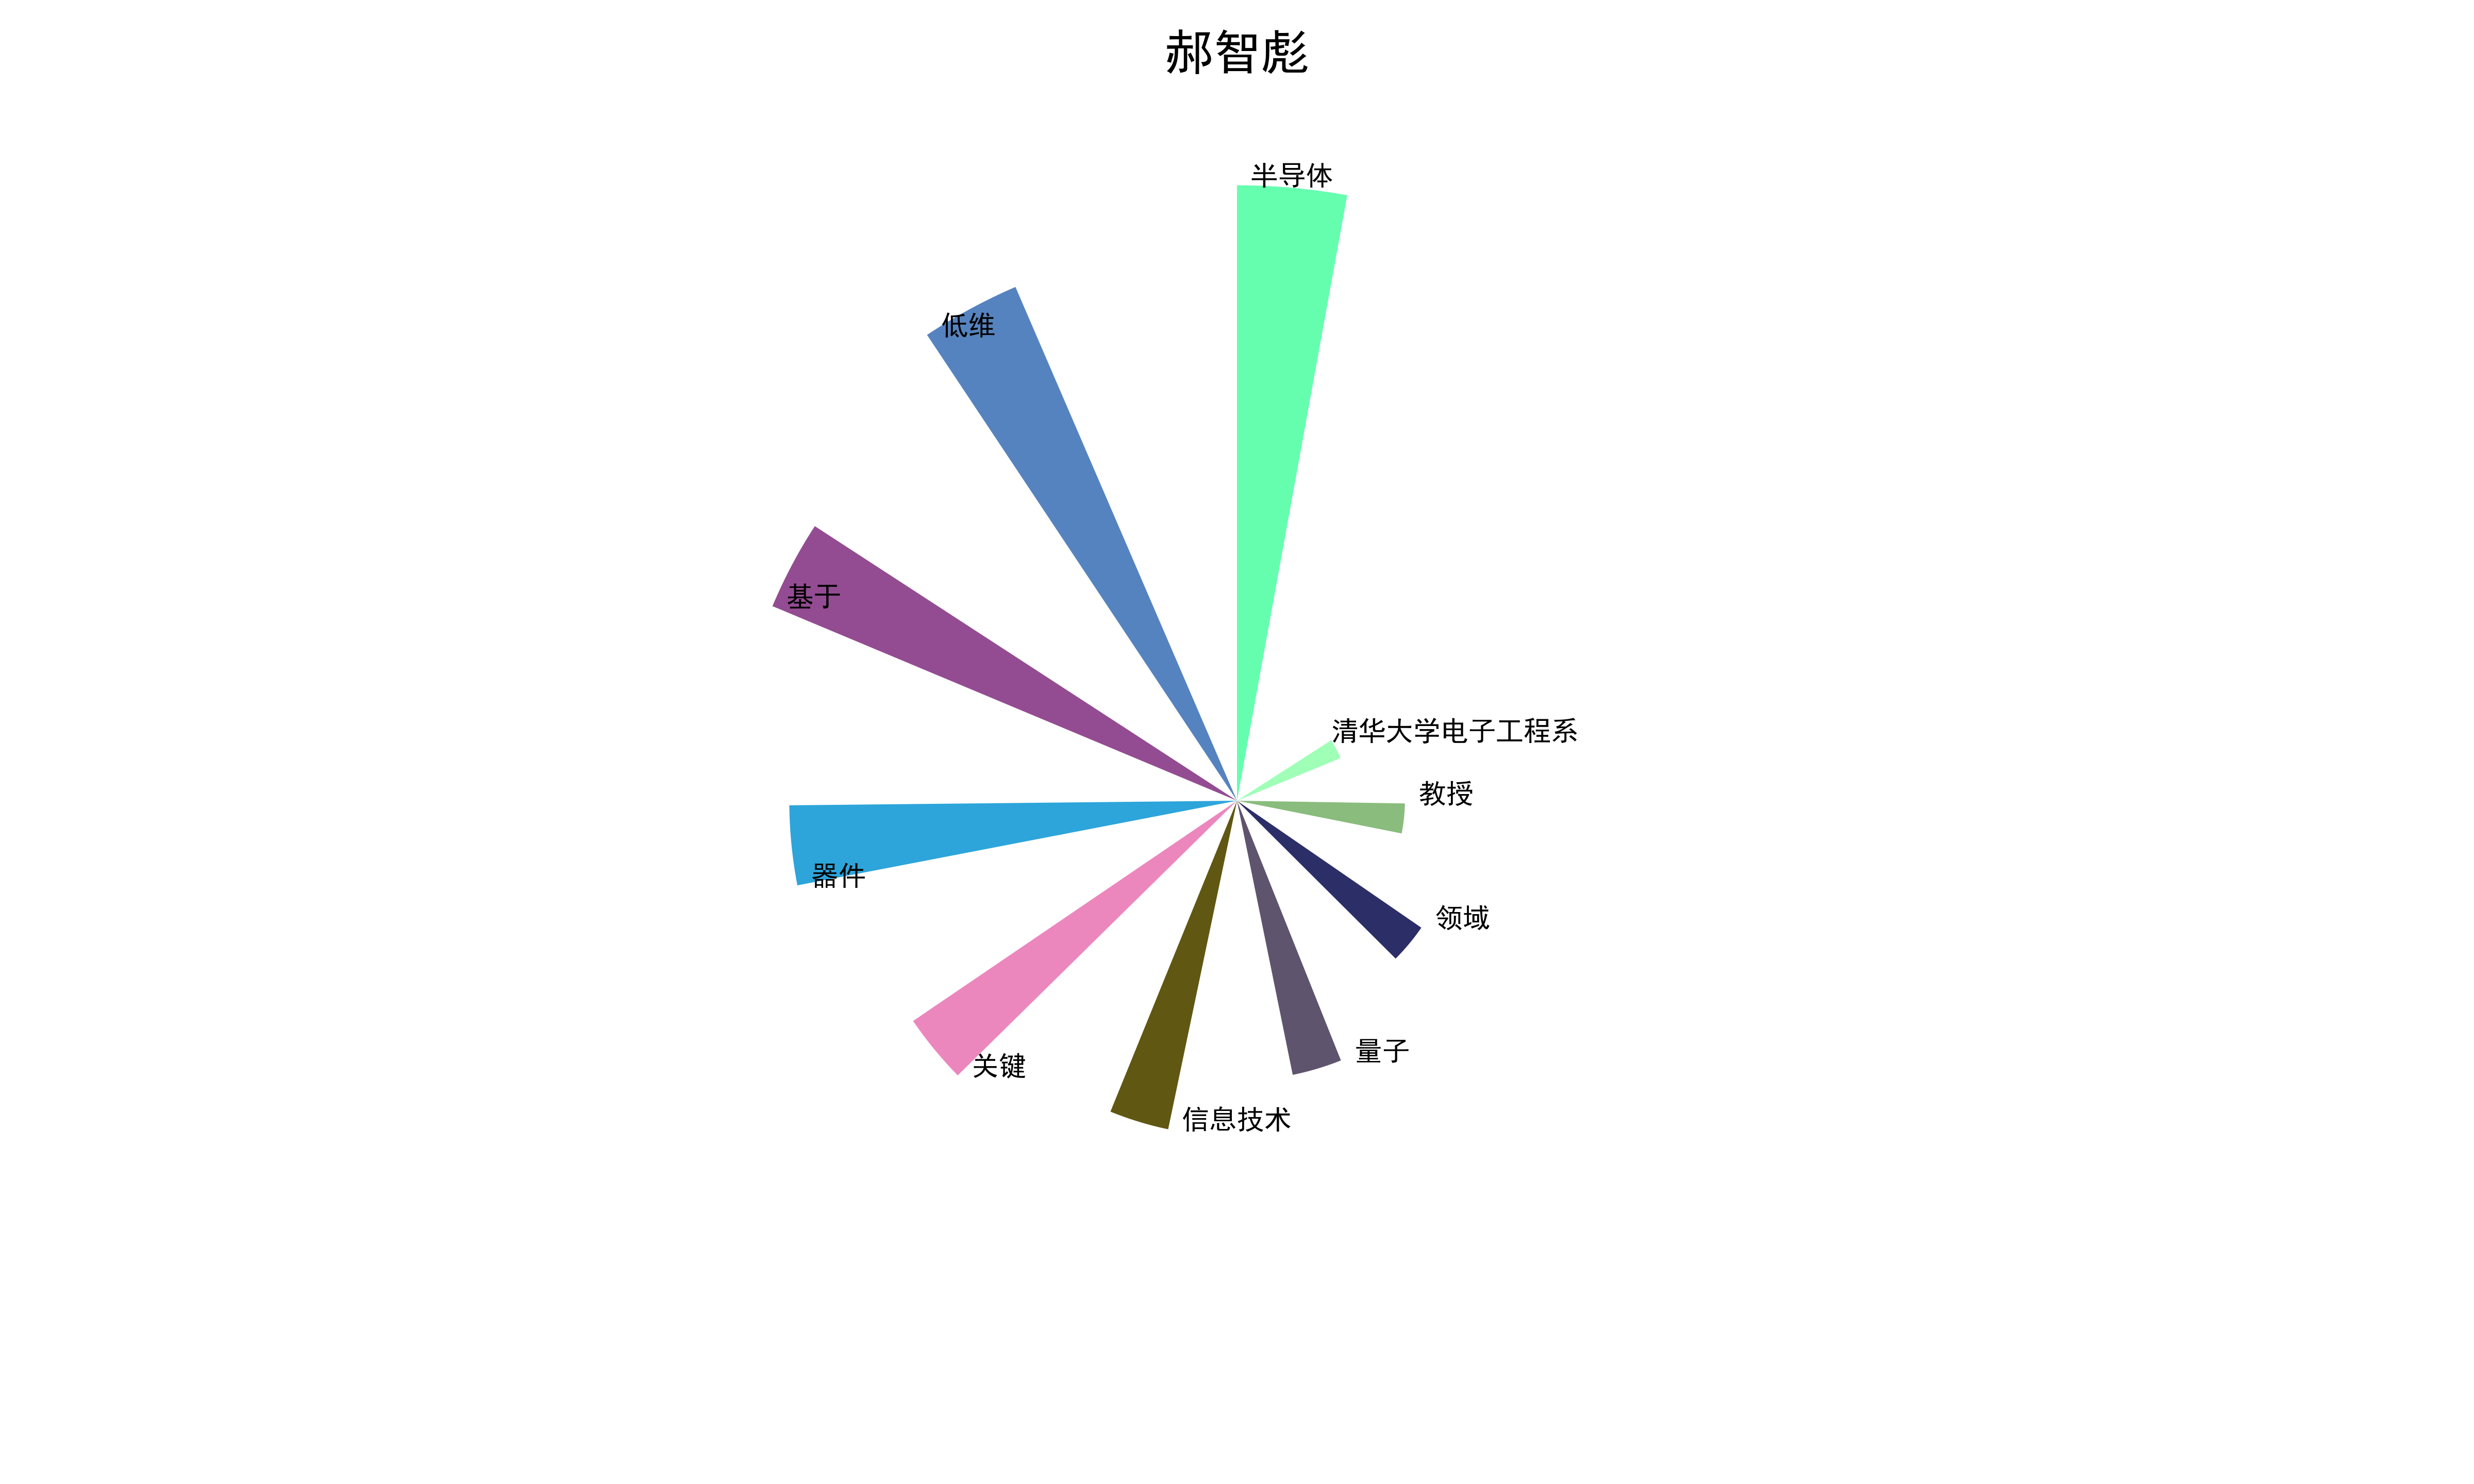 郝智彪
半导体
低维
基于
清华大学电子工程系
教授
器件
领域
量子
关键
信息技术